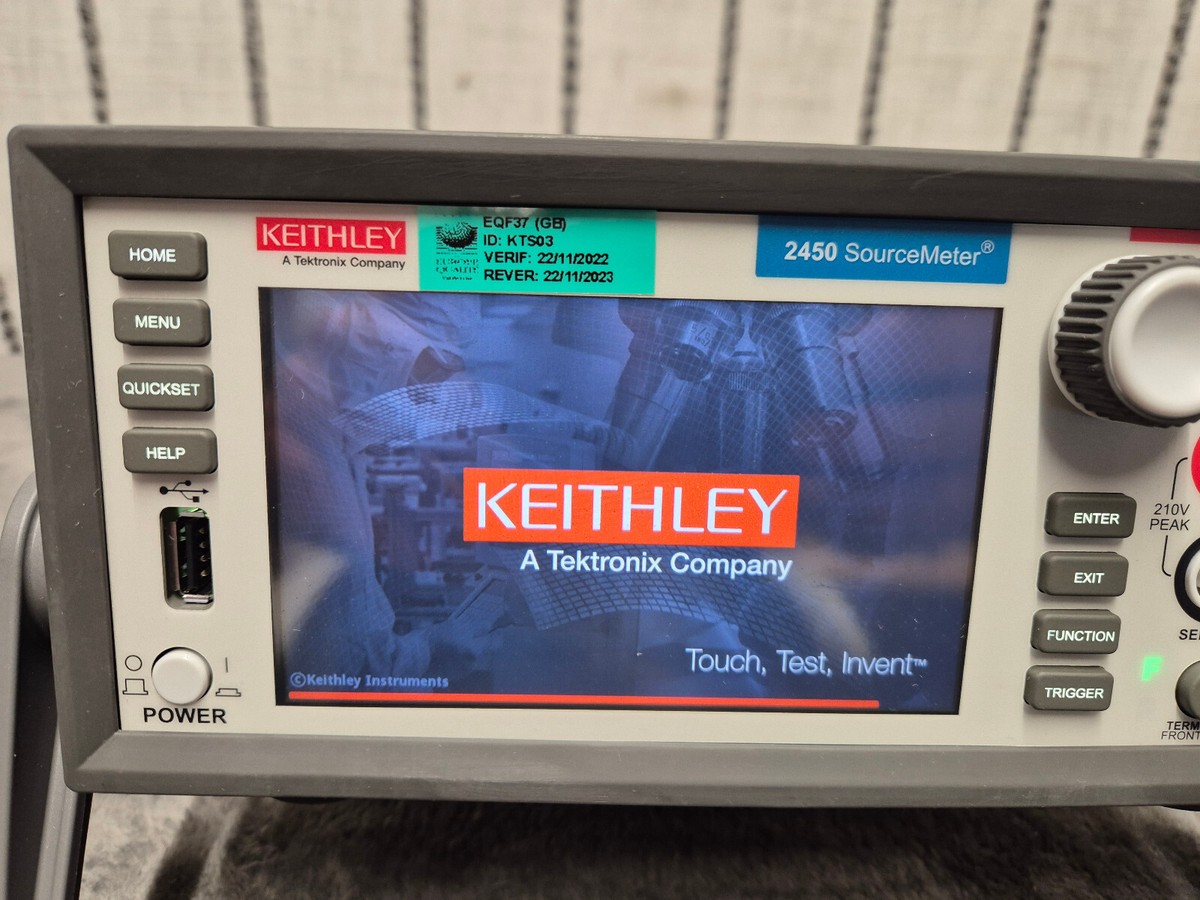 KEITHLEY
A Tektronix Company
EQF37 (GB)
ID: KTS03
VERIF: 22/11/2022
REVER: 22/11/2023
2450 SourceMeter®
HOME
MENU
QUICKSET
HELP
POWER
KEITHLEY
A Tektronix Company
Touch, Test, Invent™
©Keithley Instruments
ENTER
EXIT
FUNCTION
TRIGGER
210V
PEAK
F